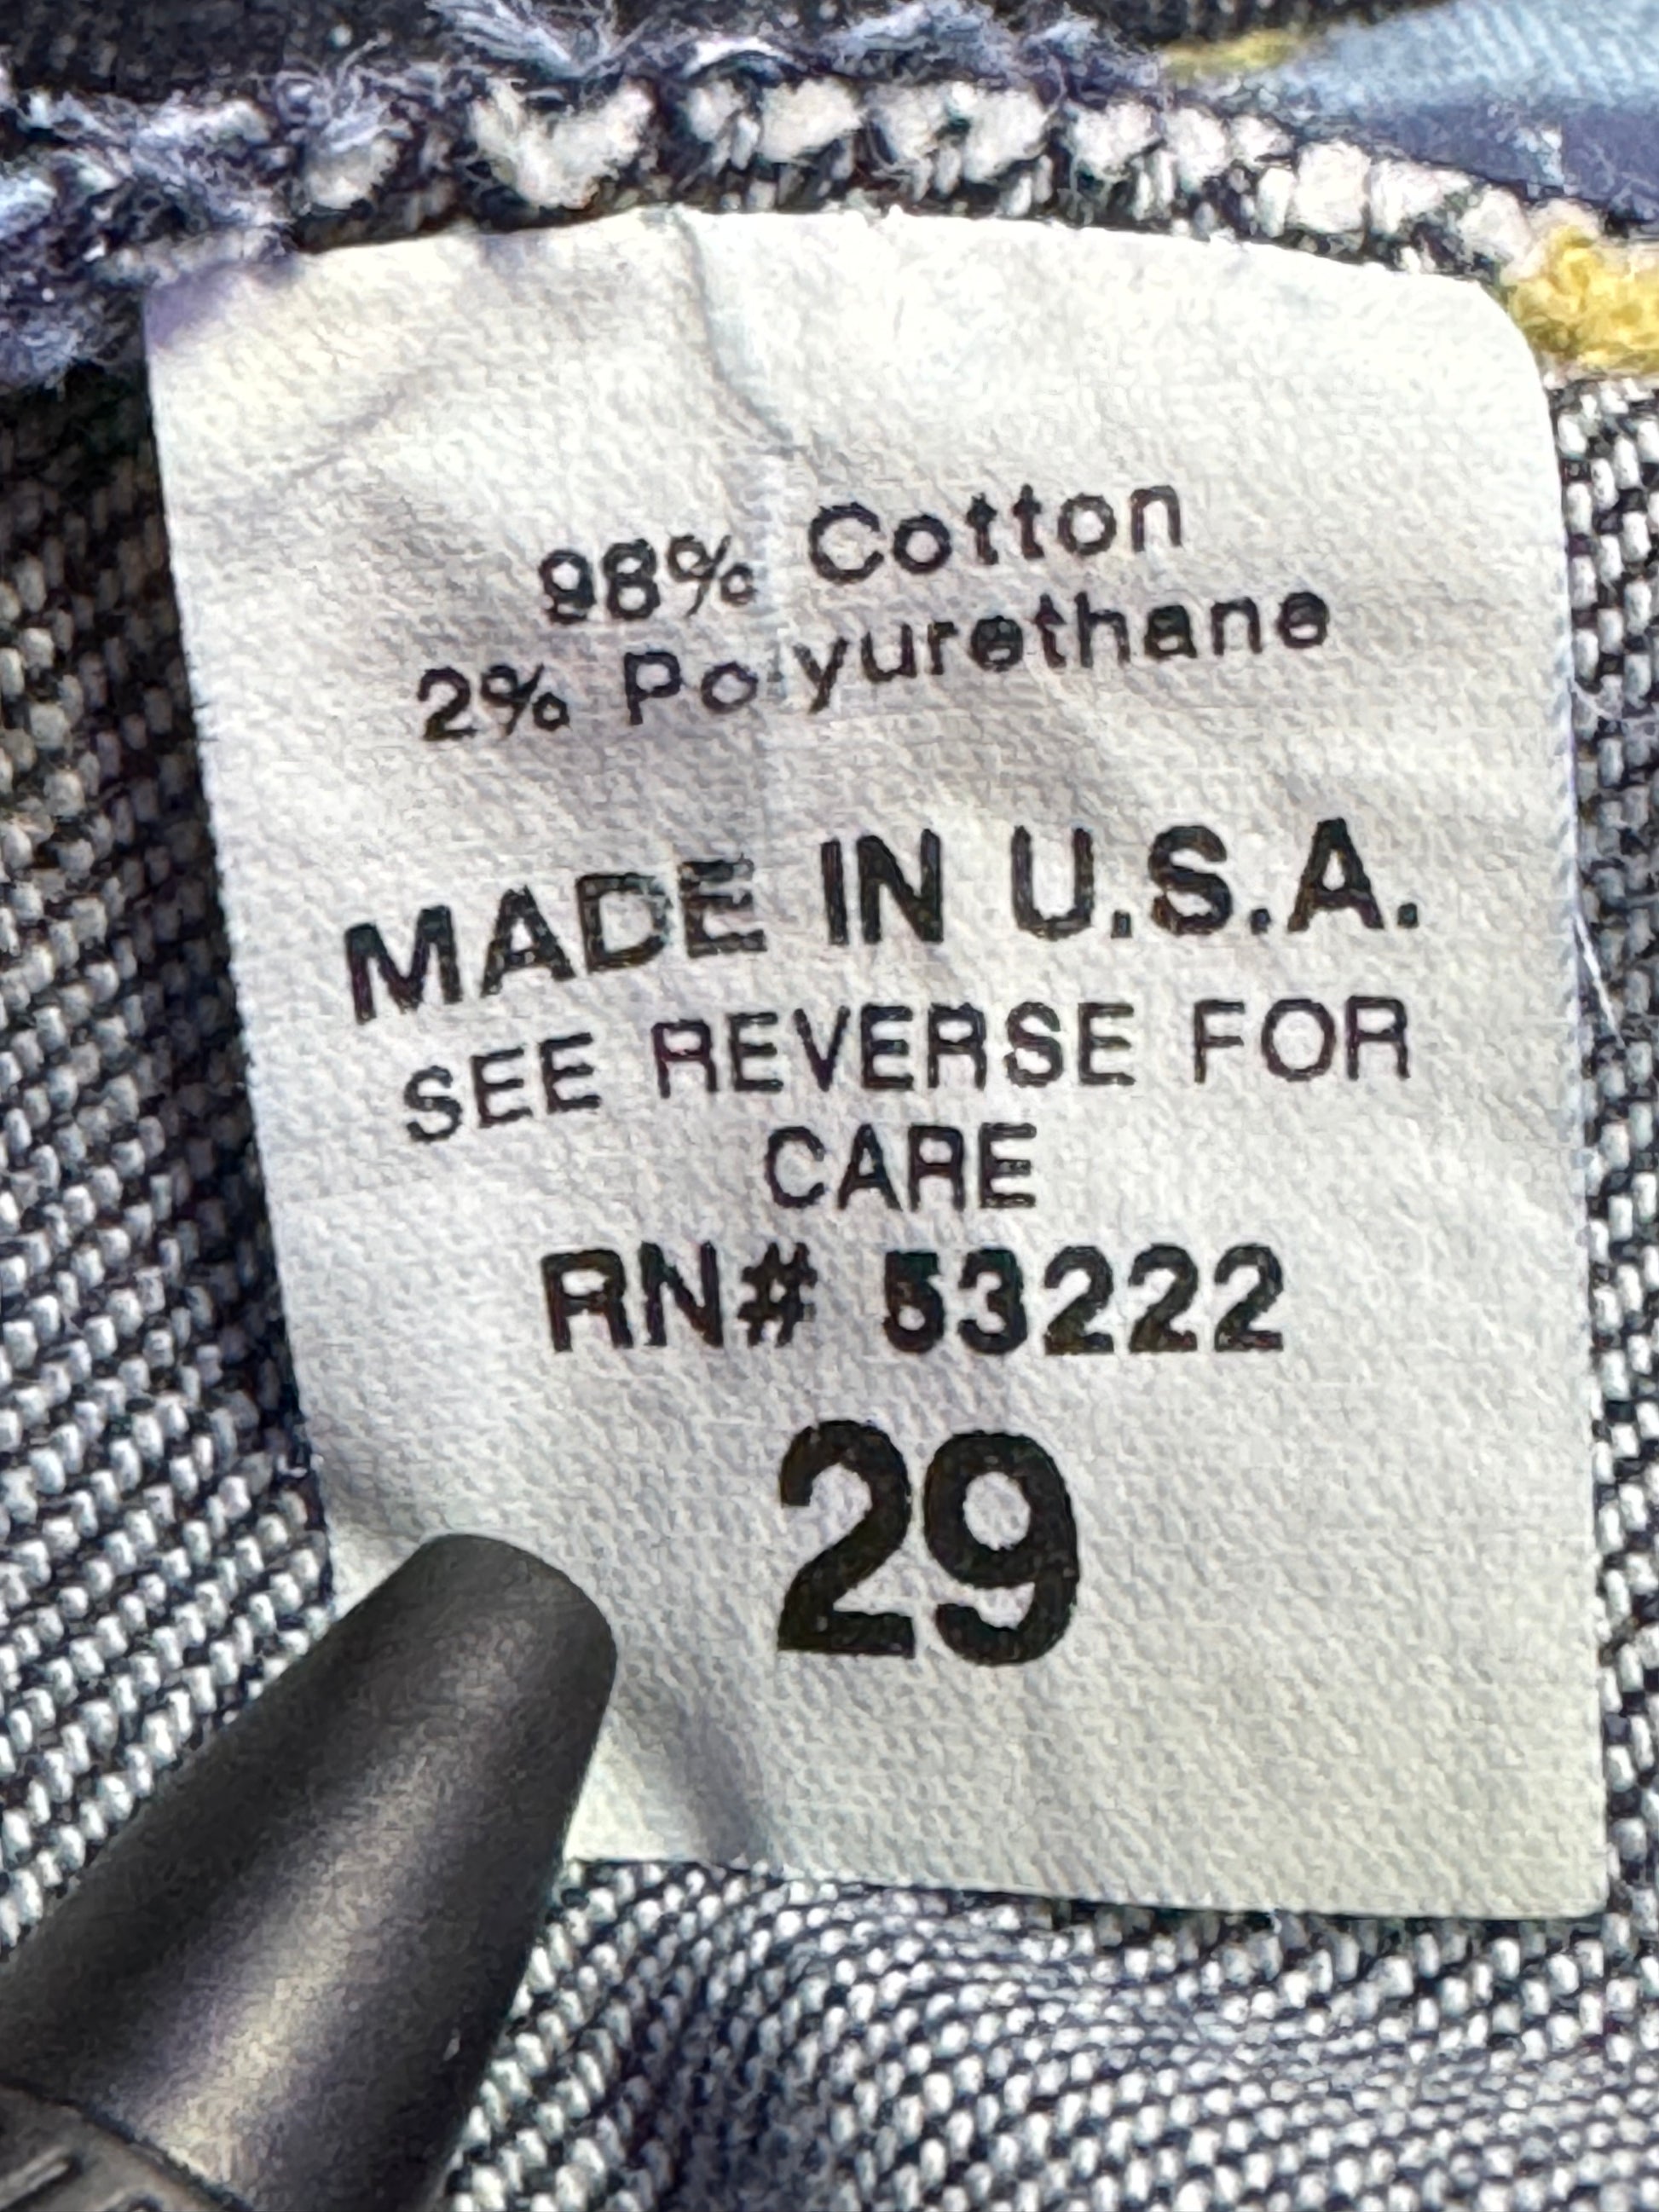 98% Cotton
2% Polyurethane
MADE IN U.S.A.
SEE REVERSE FOR
CARE
RN# 53222
29